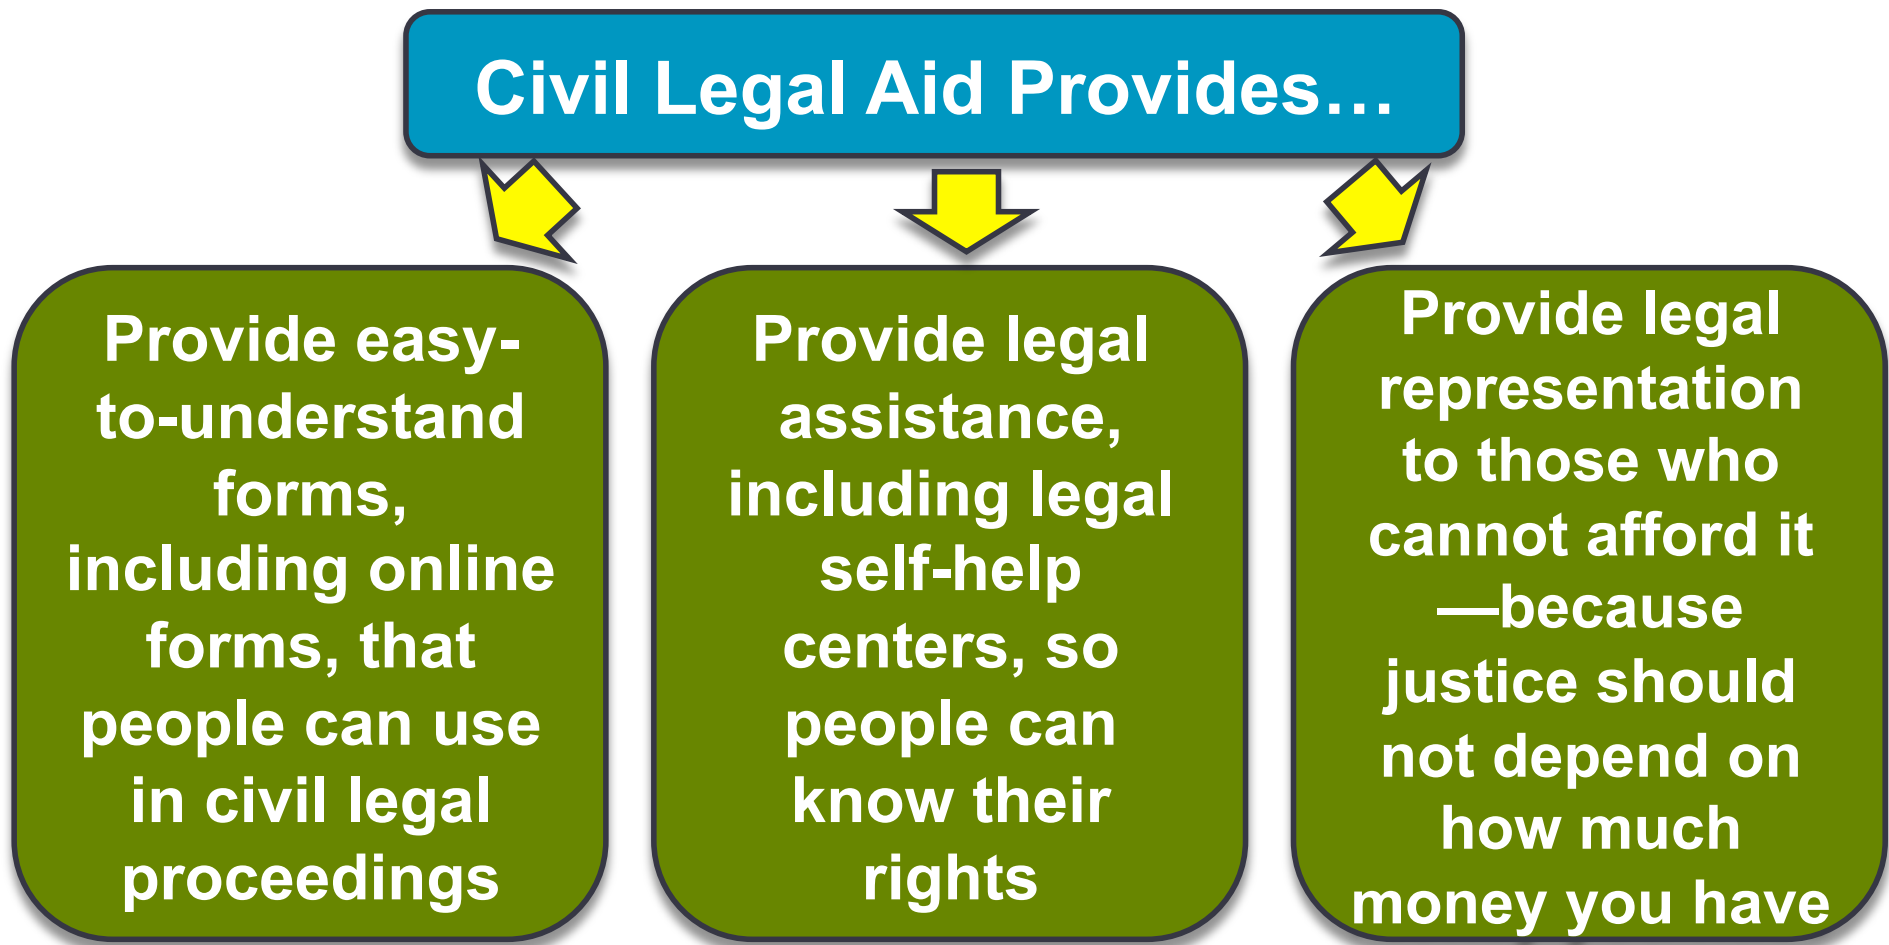 Civil Legal Aid Provides…
Provide easy-
to-understand
forms,
including online
forms, that
people can use
in civil legal
proceedings
Provide legal
assistance,
including legal
self-help
centers, so
people can
know their
rights
Provide legal
representation
to those who
cannot afford it
—because
justice should
not depend on
how much
money you have